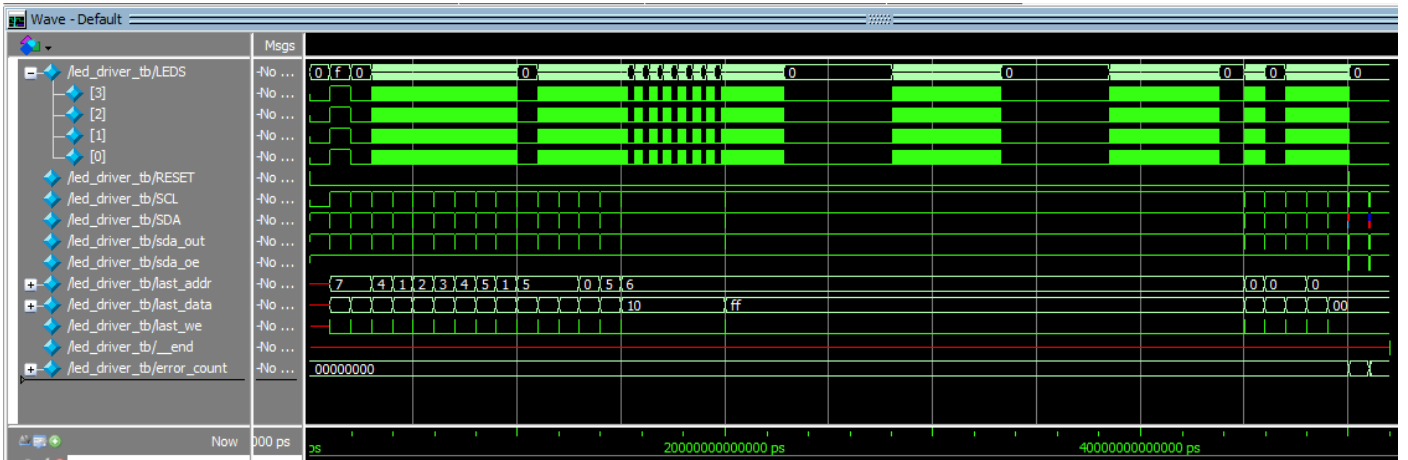 Wave - Default
Msgs
/led_driver_tb/LEDS -No ... 0 f 0 0 0 0 0 0 0
[3] -No ...
[2] -No ...
[1] -No ...
[0] -No ...
/led_driver_tb/RESET -No ...
/led_driver_tb/SCL -No ...
/led_driver_tb/SDA -No ...
/led_driver_tb/sda_out -No ...
/led_driver_tb/sda_oe -No ...
/led_driver_tb/last_addr -No ... 7 4 1 2 3 4 5 1 5 0 5 6 0 0 0
/led_driver_tb/last_data -No ... 10 ff 00
/led_driver_tb/last_we -No ...
/led_driver_tb/__end -No ...
/led_driver_tb/error_count -No ... 00000000
Now 000 ps ps 20000000000000 ps 40000000000000 ps